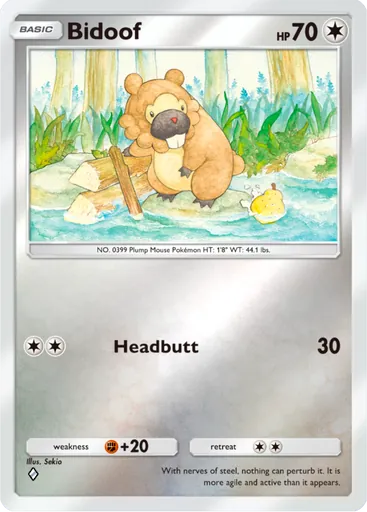 BASIC Bidoof HP 70
NO. 0399 Plump Mouse Pokémon HT: 1'8" WT: 44.1 lbs.
Headbutt 30
weakness +20 retreat
Illus. Sekio
With nerves of steel, nothing can perturb it. It is
more agile and active than it appears.